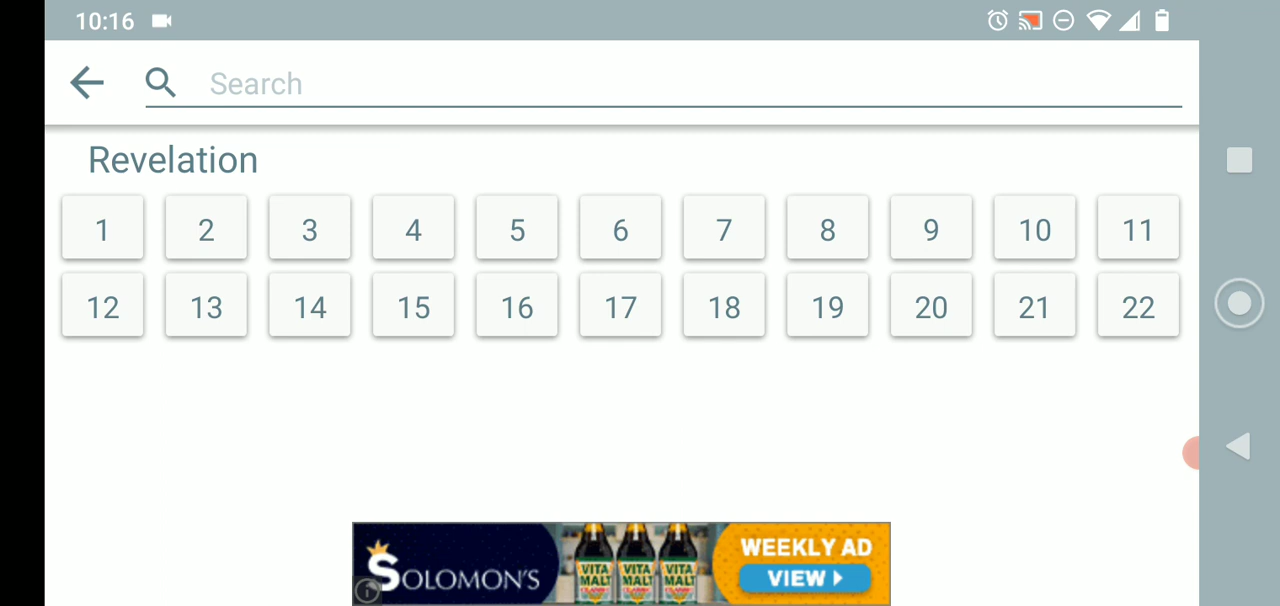 10:16
Search
Revelation
1 2 3 4 5 6 7 8 9 10 11
12 13 14 15 16 17 18 19 20 21 22
SOLOMON'S
VITA MALT VITA MALT VITA MALT
CLASSIC
WEEKLY AD
VIEW